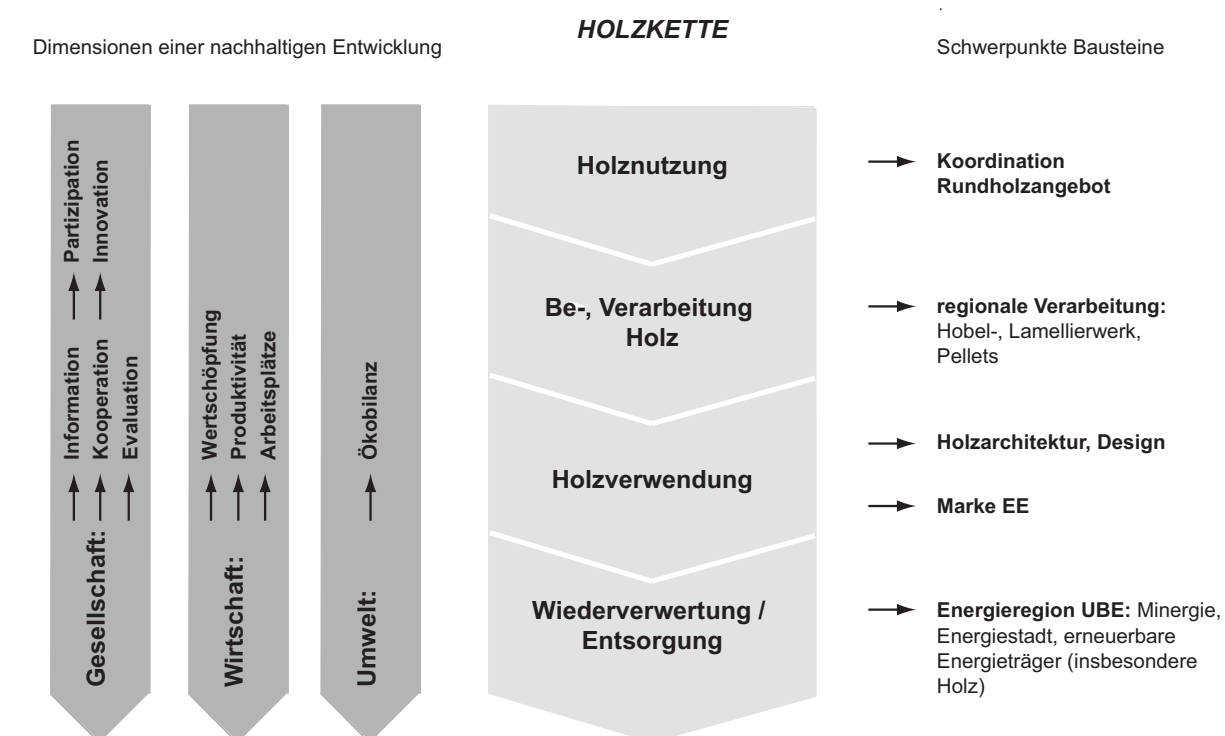 HOLZKETTE
Dimensionen einer nachhaltigen Entwicklung
Schwerpunkte Bausteine
Gesellschaft:
Information
Partizipation
Kooperation
Innovation
Evaluation
Wirtschaft:
Wertschöpfung
Produktivität
Arbeitsplätze
Umwelt:
Ökobilanz
Holznutzung
Be-, Verarbeitung
Holz
Holzverwendung
Wiederverwertung /
Entsorgung
Koordination
Rundholzangebot
regionale Verarbeitung:
Hobel-, Lamellierwerk,
Pellets
Holzarchitektur, Design
Marke EE
Energieregion UBE: Minergie,
Energiestadt, erneuerbare
Energieträger (insbesondere
Holz)